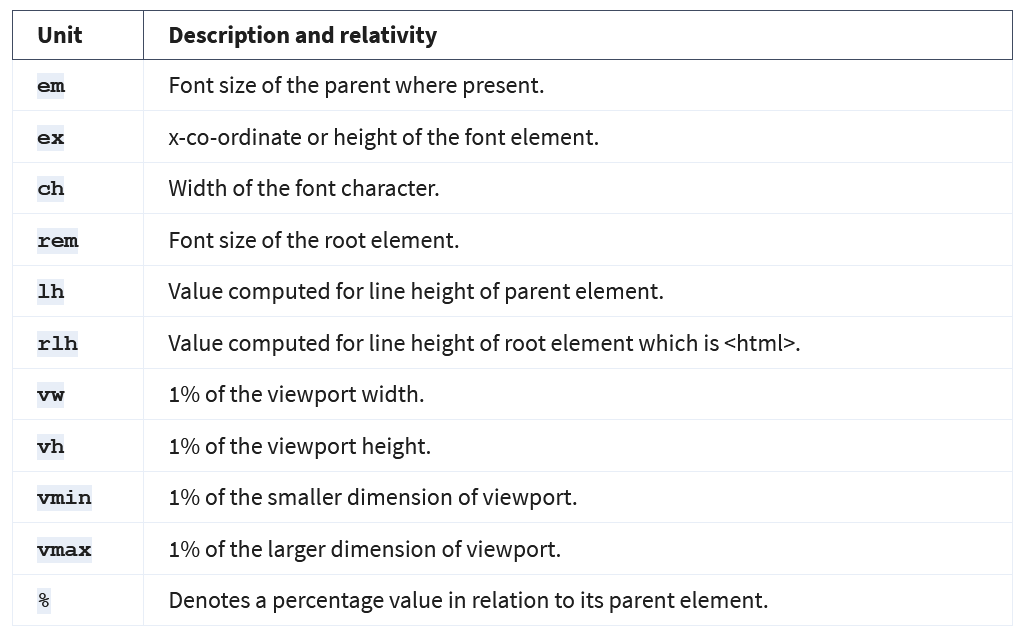 Unit Description and relativity
em Font size of the parent where present.
ex x-co-ordinate or height of the font element.
ch Width of the font character.
rem Font size of the root element.
lh Value computed for line height of parent element.
rlh Value computed for line height of root element which is <html>.
vw 1% of the viewport width.
vh 1% of the viewport height.
vmin 1% of the smaller dimension of viewport.
vmax 1% of the larger dimension of viewport.
% Denotes a percentage value in relation to its parent element.